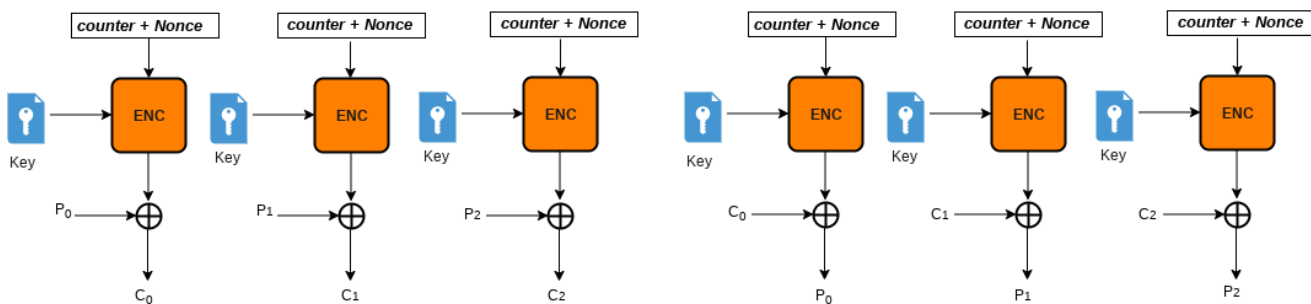 counter + Nonce
counter + Nonce
counter + Nonce
counter + Nonce
counter + Nonce
counter + Nonce
ENC
ENC
ENC
ENC
ENC
ENC
Key
Key
Key
Key
Key
Key
P0
P1
P2
C0
C1
C2
C0
C1
C2
P0
P1
P2